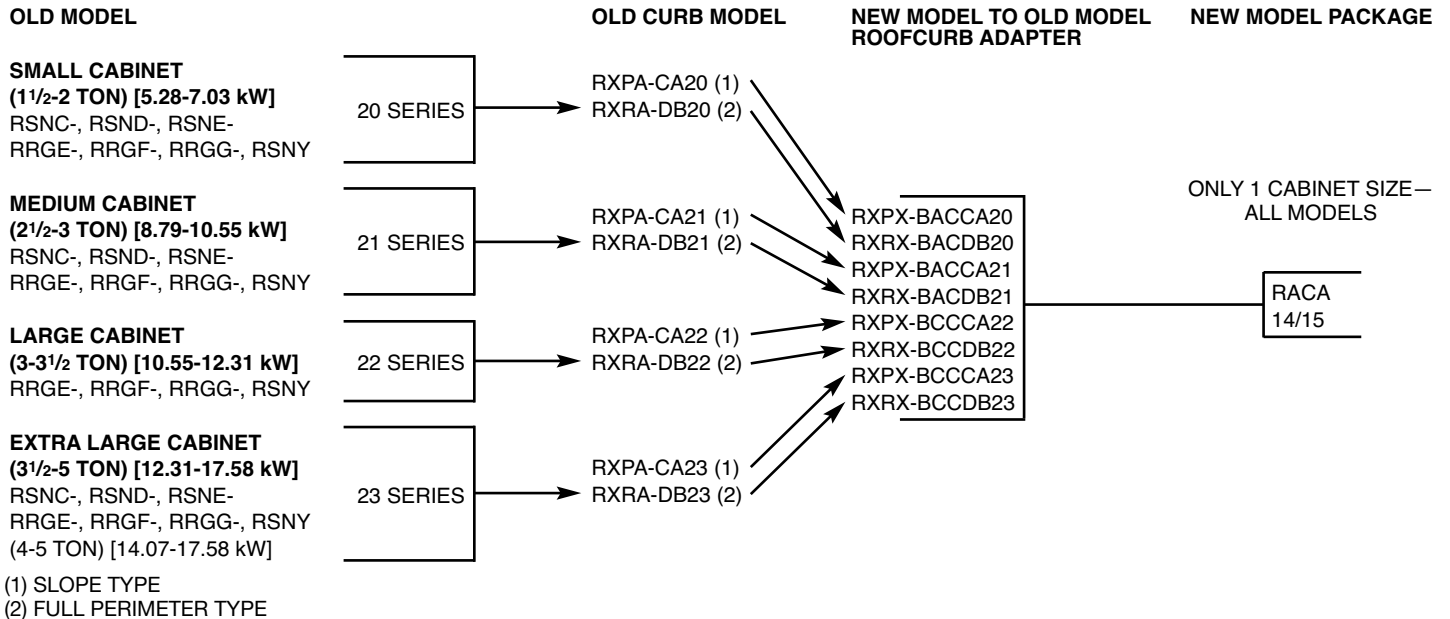 OLD MODEL
OLD CURB MODEL
NEW MODEL TO OLD MODEL
ROOFCURB ADAPTER
NEW MODEL PACKAGE
SMALL CABINET
(1 1/2-2 TON) [5.28-7.03 kW]
RSNC-, RSND-, RSNE-
RRGE-, RRGF-, RRGG-, RSNY
20 SERIES
RXPA-CA20 (1)
RXRA-DB20 (2)
MEDIUM CABINET
(2 1/2-3 TON) [8.79-10.55 kW]
RSNC-, RSND-, RSNE-
RRGE-, RRGF-, RRGG-, RSNY
21 SERIES
RXPA-CA21 (1)
RXRA-DB21 (2)
LARGE CABINET
(3-3 1/2 TON) [10.55-12.31 kW]
RRGE-, RRGF-, RRGG-, RSNY
22 SERIES
RXPA-CA22 (1)
RXRA-DB22 (2)
EXTRA LARGE CABINET
(3 1/2-5 TON) [12.31-17.58 kW]
RSNC-, RSND-, RSNE-
RRGE-, RRGF-, RRGG-, RSNY
(4-5 TON) [14.07-17.58 kW]
23 SERIES
RXPA-CA23 (1)
RXRA-DB23 (2)
RXPX-BACCA20
RXRX-BACDB20
RXPX-BACCA21
RXRX-BACDB21
RXPX-BCCCA22
RXRX-BCCDB22
RXPX-BCCCA23
RXRX-BCCDB23
ONLY 1 CABINET SIZE—
ALL MODELS
RACA
14/15
(1) SLOPE TYPE
(2) FULL PERIMETER TYPE